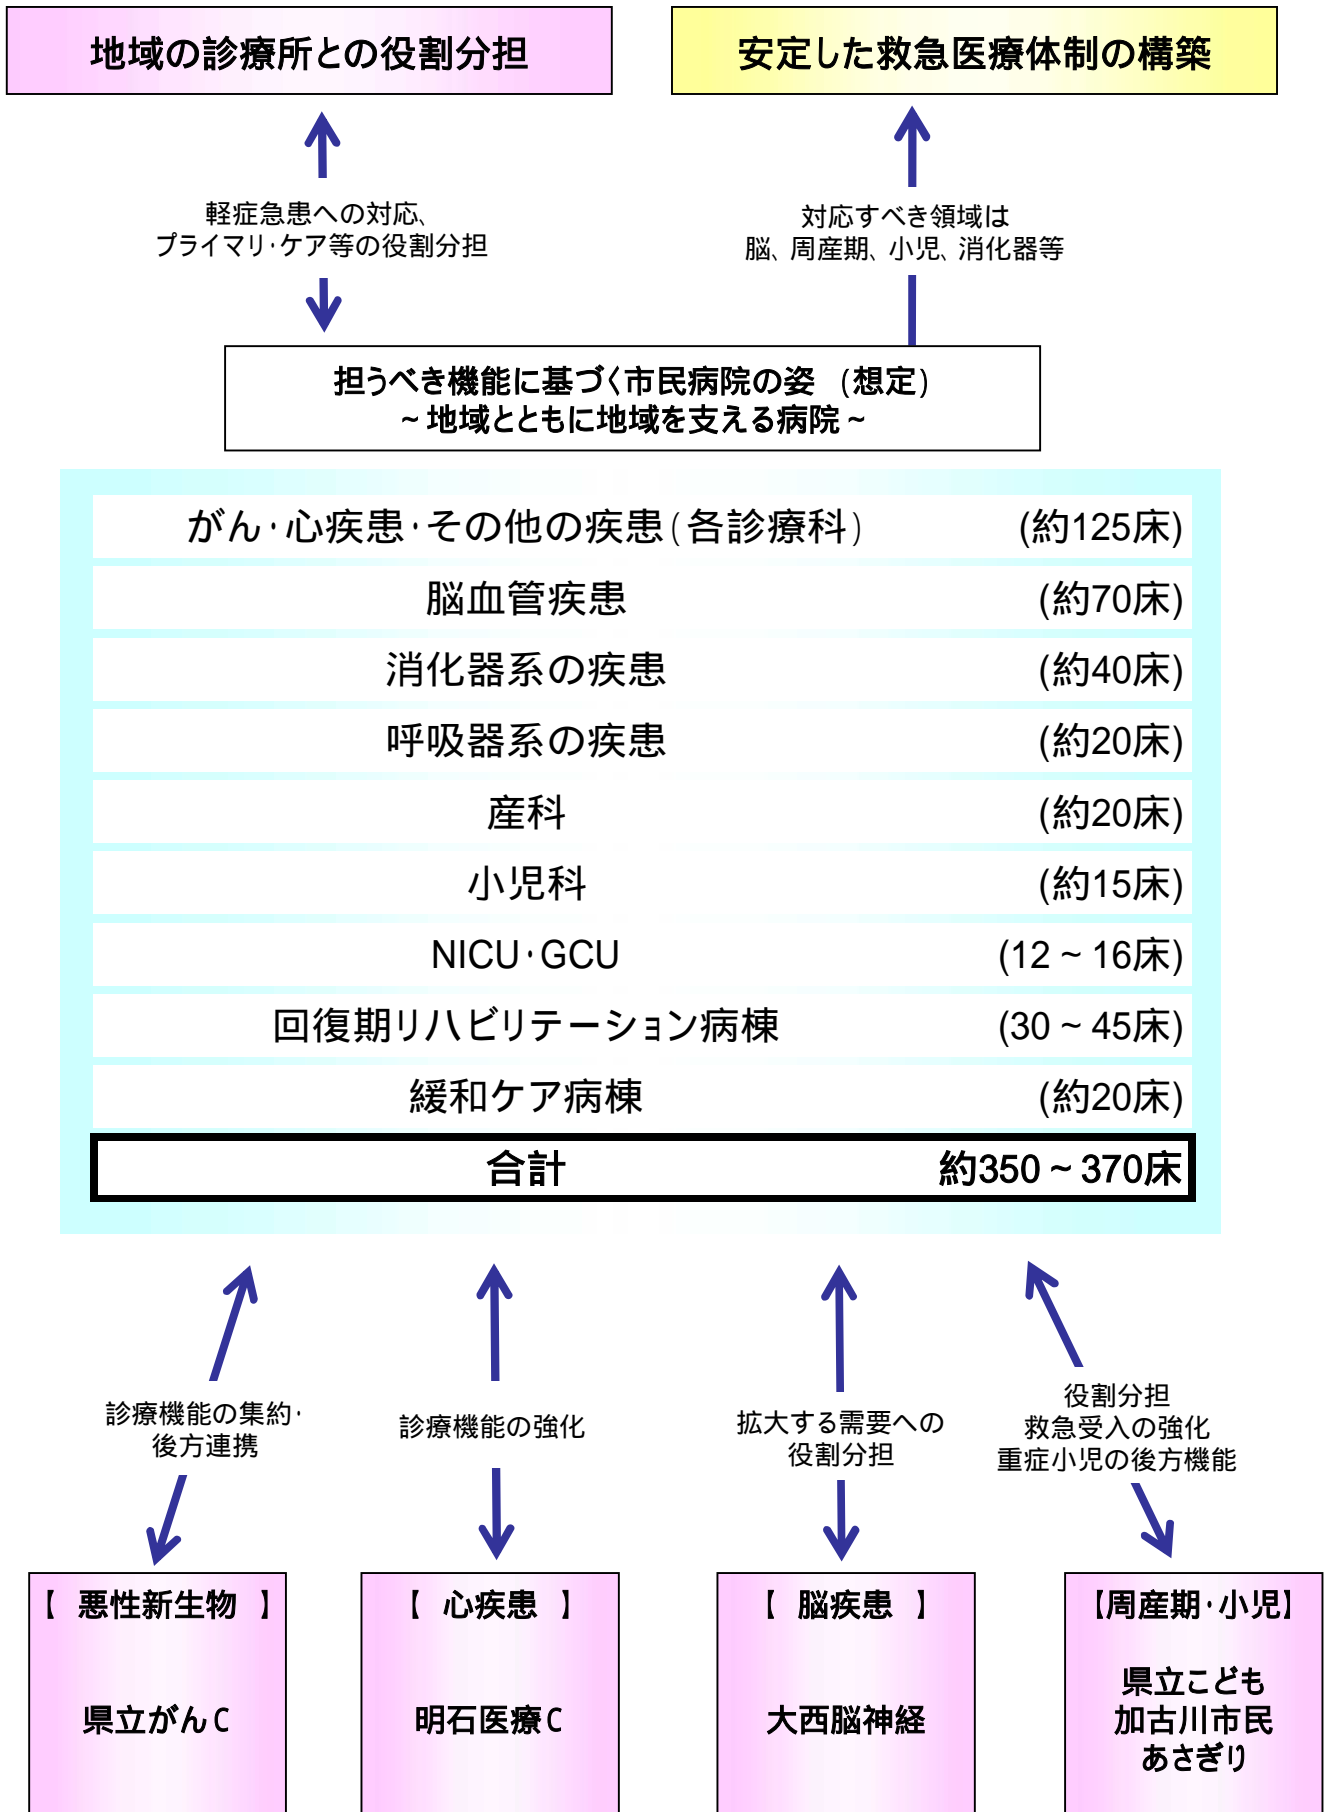 地域の診療所との役割分担
安定した救急医療体制の構築
軽症急患への対応、
プライマリ・ケア等の役割分担
対応すべき領域は
脳、周産期、小児、消化器等
担うべき機能に基づく市民病院の姿 (想定)
~地域とともに地域を支える病院~
がん・心疾患・その他の疾患(各診療科) (約125床)
脳血管疾患 (約70床)
消化器系の疾患 (約40床)
呼吸器系の疾患 (約20床)
産科 (約20床)
小児科 (約15床)
NICU・GCU (12~16床)
回復期リハビリテーション病棟 (30~45床)
緩和ケア病棟 (約20床)
合計 約350~370床
診療機能の集約・
後方連携
診療機能の強化
拡大する需要への
役割分担
役割分担
救急受入の強化
重症小児の後方機能
【 悪性新生物 】
県立がんC
【 心疾患 】
明石医療C
【 脳疾患 】
大西脳神経
【周産期・小児】
県立こども
加古川市民
あさぎり